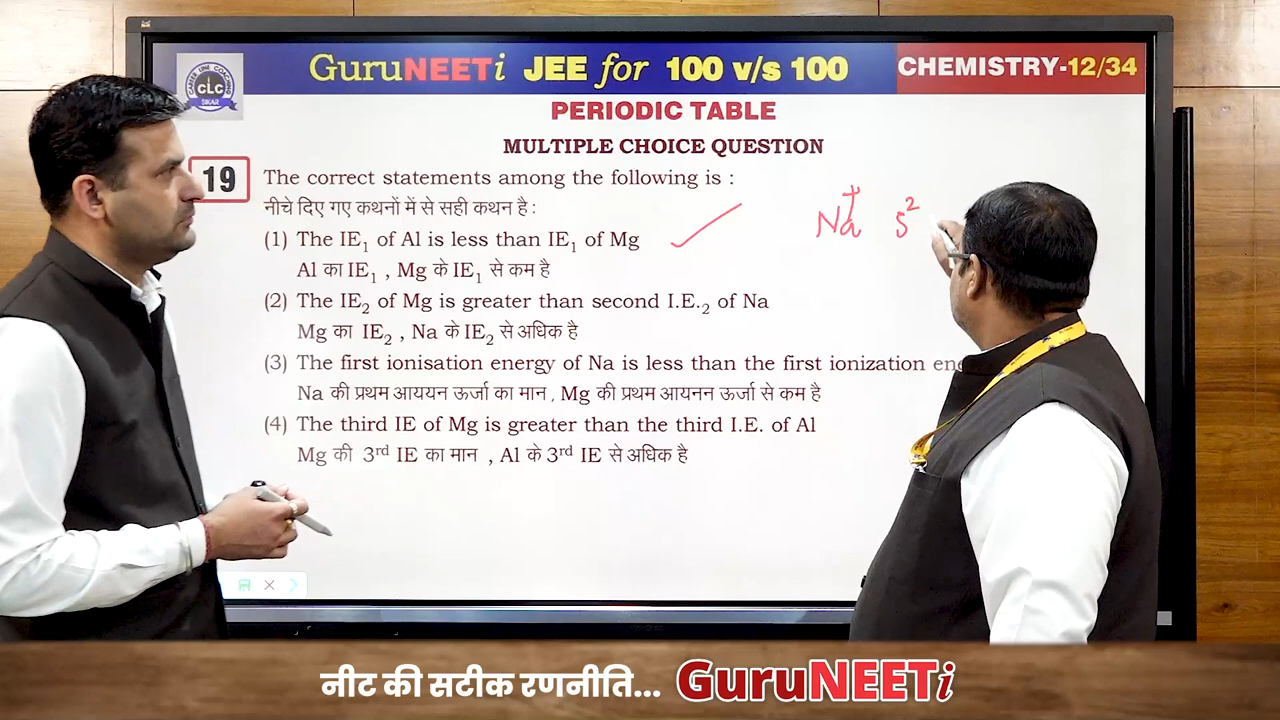 GuruNEETi JEE for 100 v/s 100
CHEMISTRY-12/34
CLC
SIKAR
PERIODIC TABLE
MULTIPLE CHOICE QUESTION
19 The correct statements among the following is :
नीचे दिए गए कथनों में से सही कथन है :
(1) The IE₁ of Al is less than IE₁ of Mg
Al का IE₁ , Mg के IE₁ से कम है
(2) The IE₂ of Mg is greater than second I.E.₂ of Na
Mg का IE₂ , Na के IE₂ से अधिक है
(3) The first ionisation energy of Na is less than the first ionization
Na की प्रथम आययन ऊर्जा का मान , Mg की प्रथम आयनन ऊर्जा से कम है
(4) The third IE of Mg is greater than the third I.E. of Al
Mg की 3rd IE का मान , Al के 3rd IE से अधिक है
Na⁺ s²
नीट की सटीक रणनीति... GuruNEETi